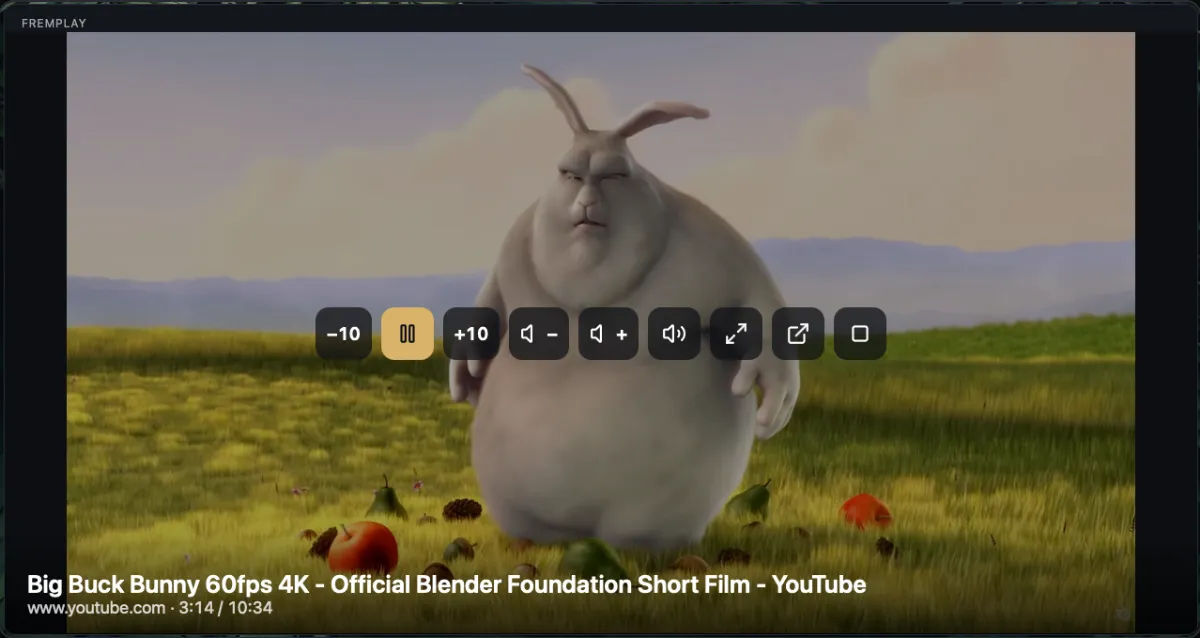 FREMPLAY
−10
+10
−
+
Big Buck Bunny 60fps 4K - Official Blender Foundation Short Film - YouTube
www.youtube.com · 3:14 / 10:34